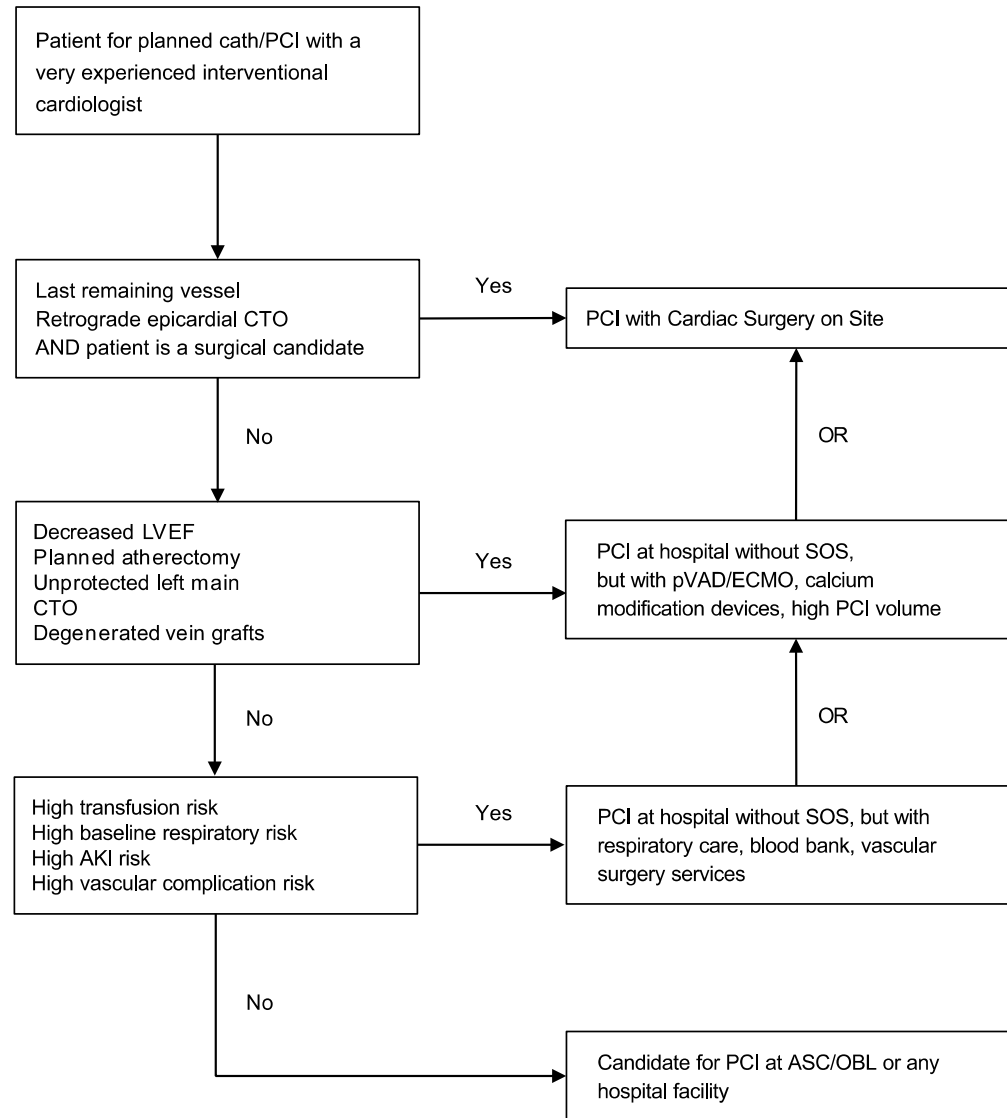 Patient for planned cath/PCI with a
very experienced interventional
cardiologist
Last remaining vessel
Retrograde epicardial CTO
AND patient is a surgical candidate
Yes
PCI with Cardiac Surgery on Site
No
OR
Decreased LVEF
Planned atherectomy
Unprotected left main
CTO
Degenerated vein grafts
Yes
PCI at hospital without SOS,
but with pVAD/ECMO, calcium
modification devices, high PCI volume
No
OR
High transfusion risk
High baseline respiratory risk
High AKI risk
High vascular complication risk
Yes
PCI at hospital without SOS, but with
respiratory care, blood bank, vascular
surgery services
No
Candidate for PCI at ASC/OBL or any
hospital facility